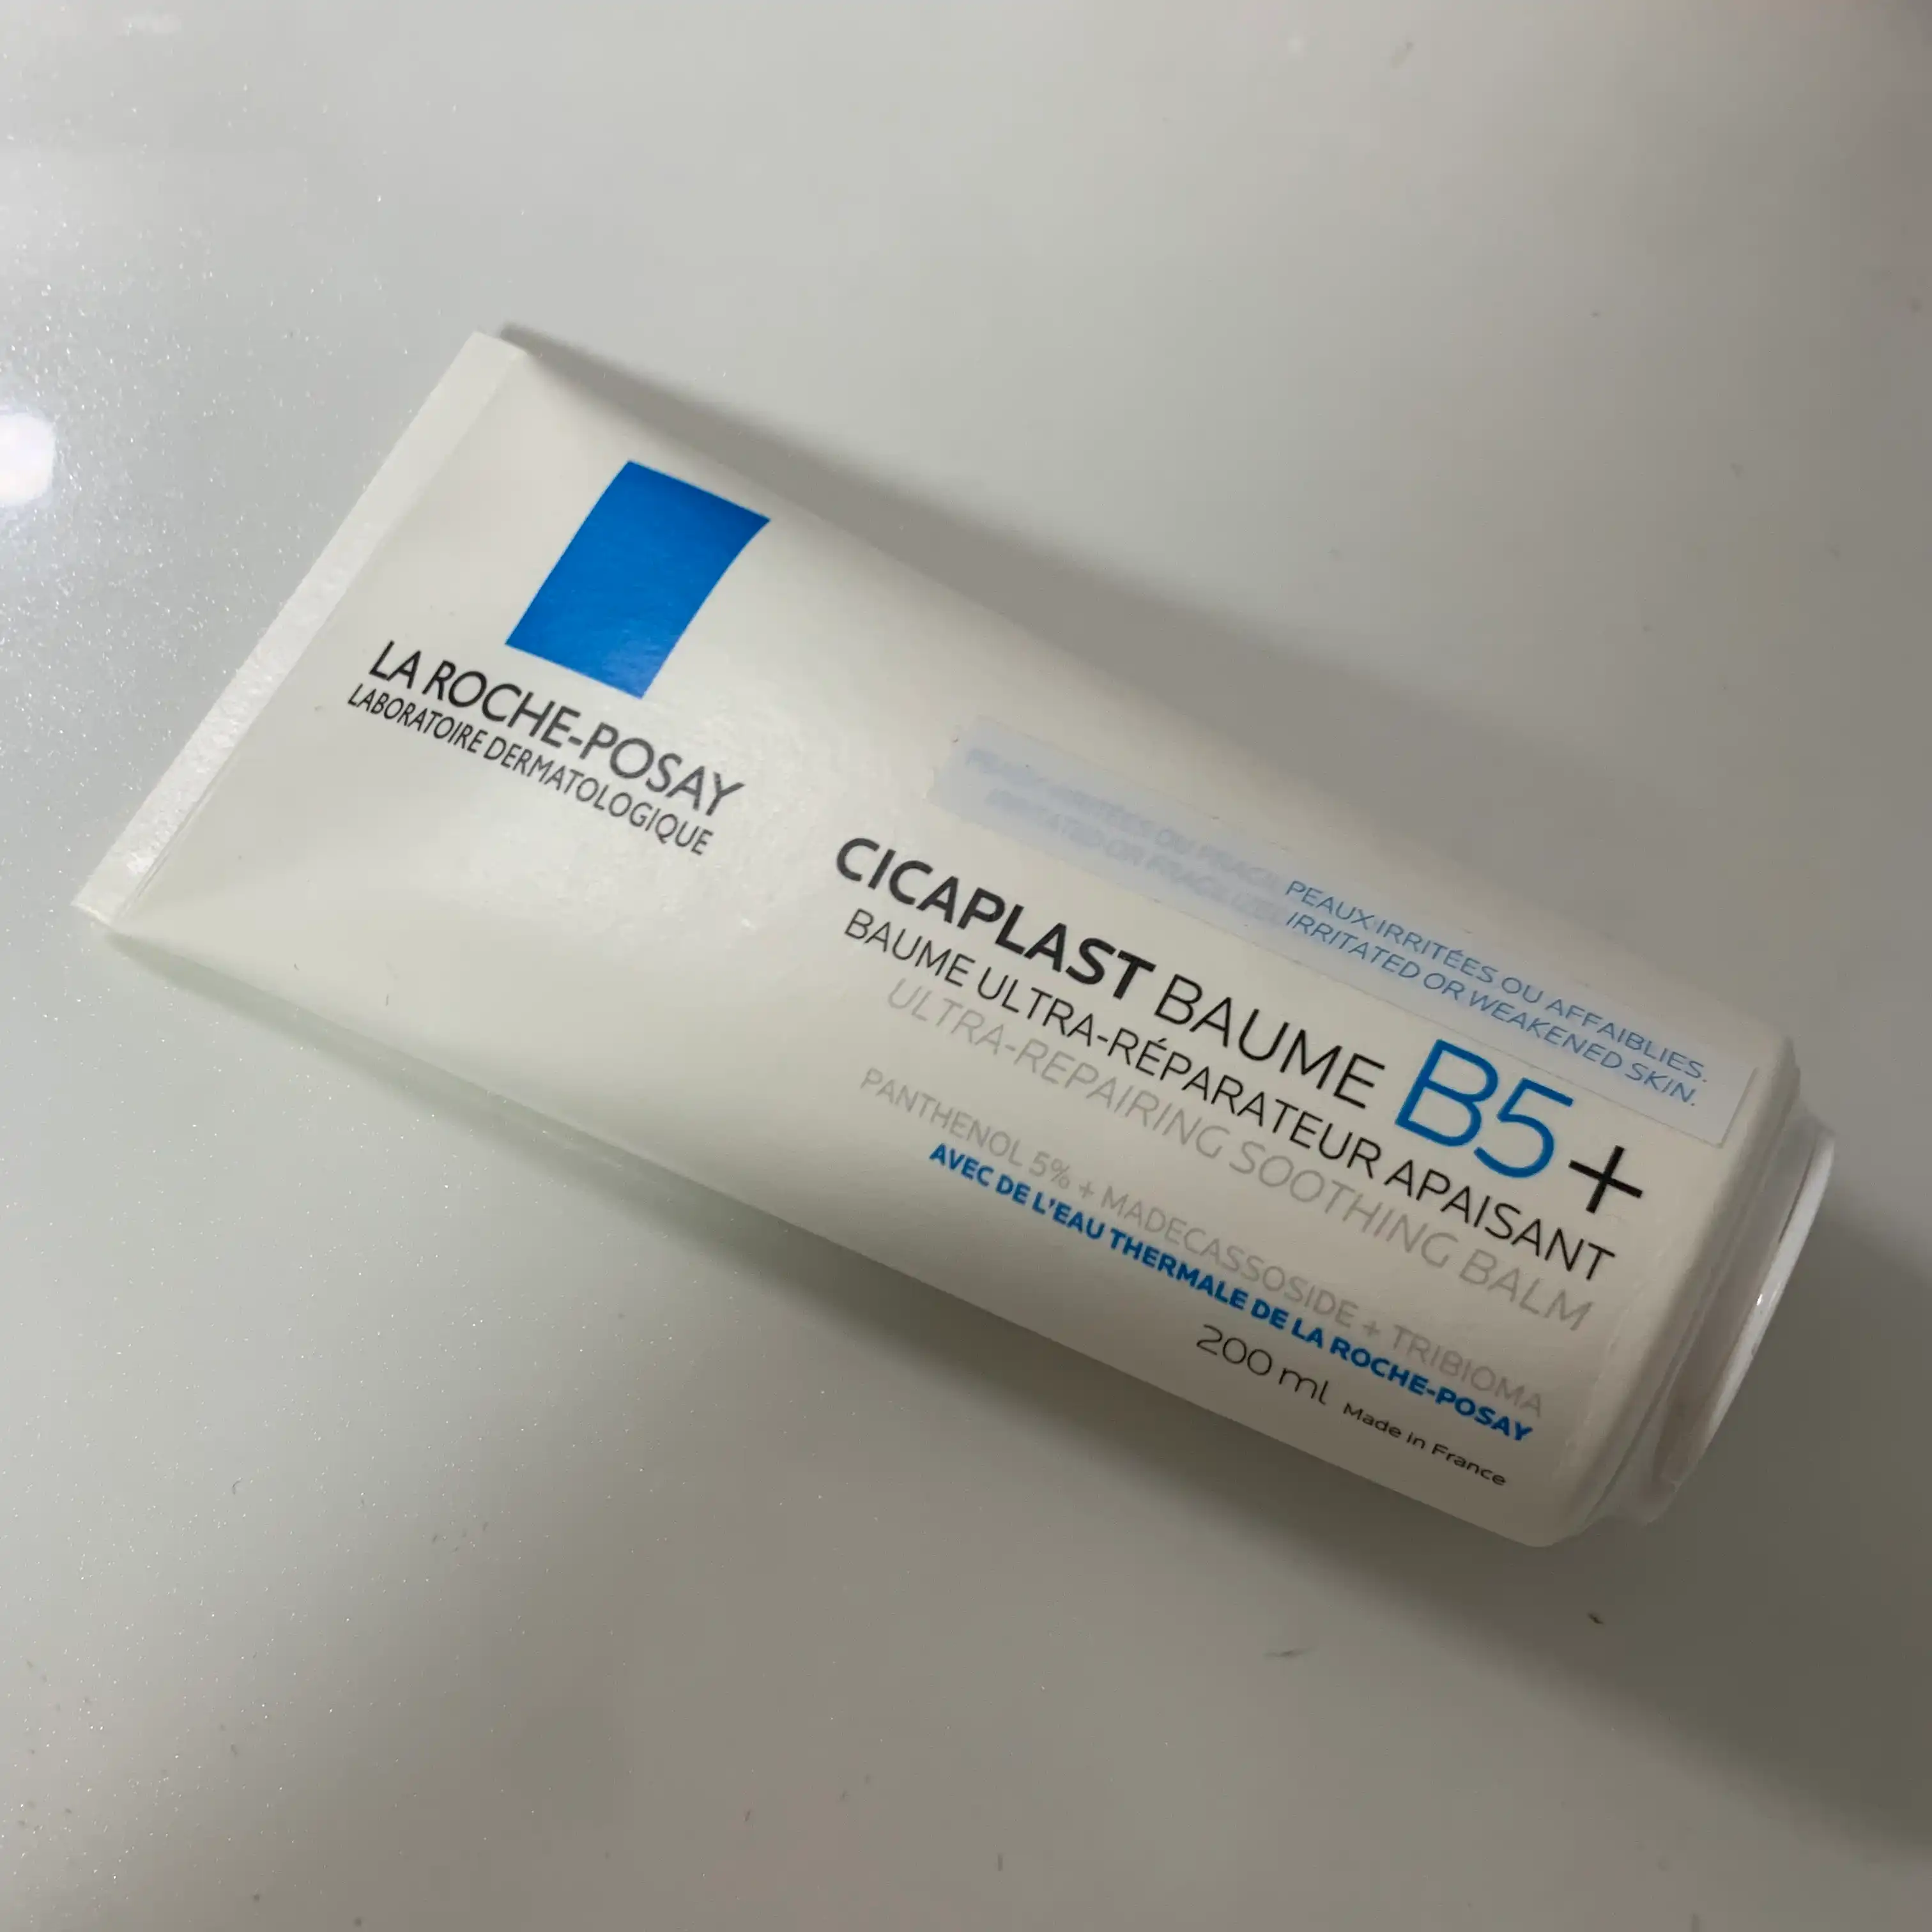 LA ROCHE-POSAY
LABORATOIRE DERMATOLOGIQUE
PEAUX IRRITÉES OU AFFAIBLIES.
IRRITATED OR WEAKENED SKIN.
CICAPLAST BAUME B5+
BAUME ULTRA-RÉPARATEUR APAISANT
ULTRA-REPAIRING SOOTHING BALM
PANTHENOL 5% + MADECASSOSIDE + TRIBIOMA
AVEC DE L'EAU THERMALE DE LA ROCHE-POSAY
200 ml Made in France